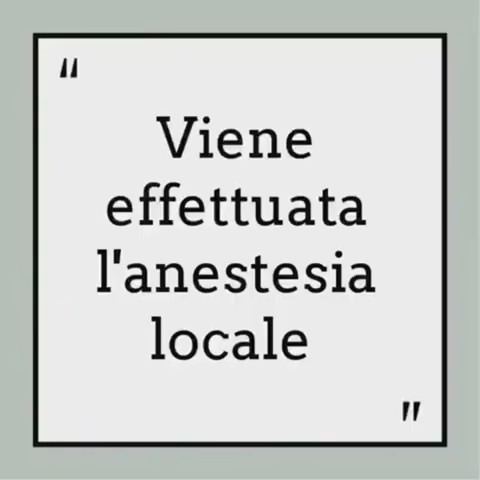 "
Viene
effettuata
l'anestesia
locale
"